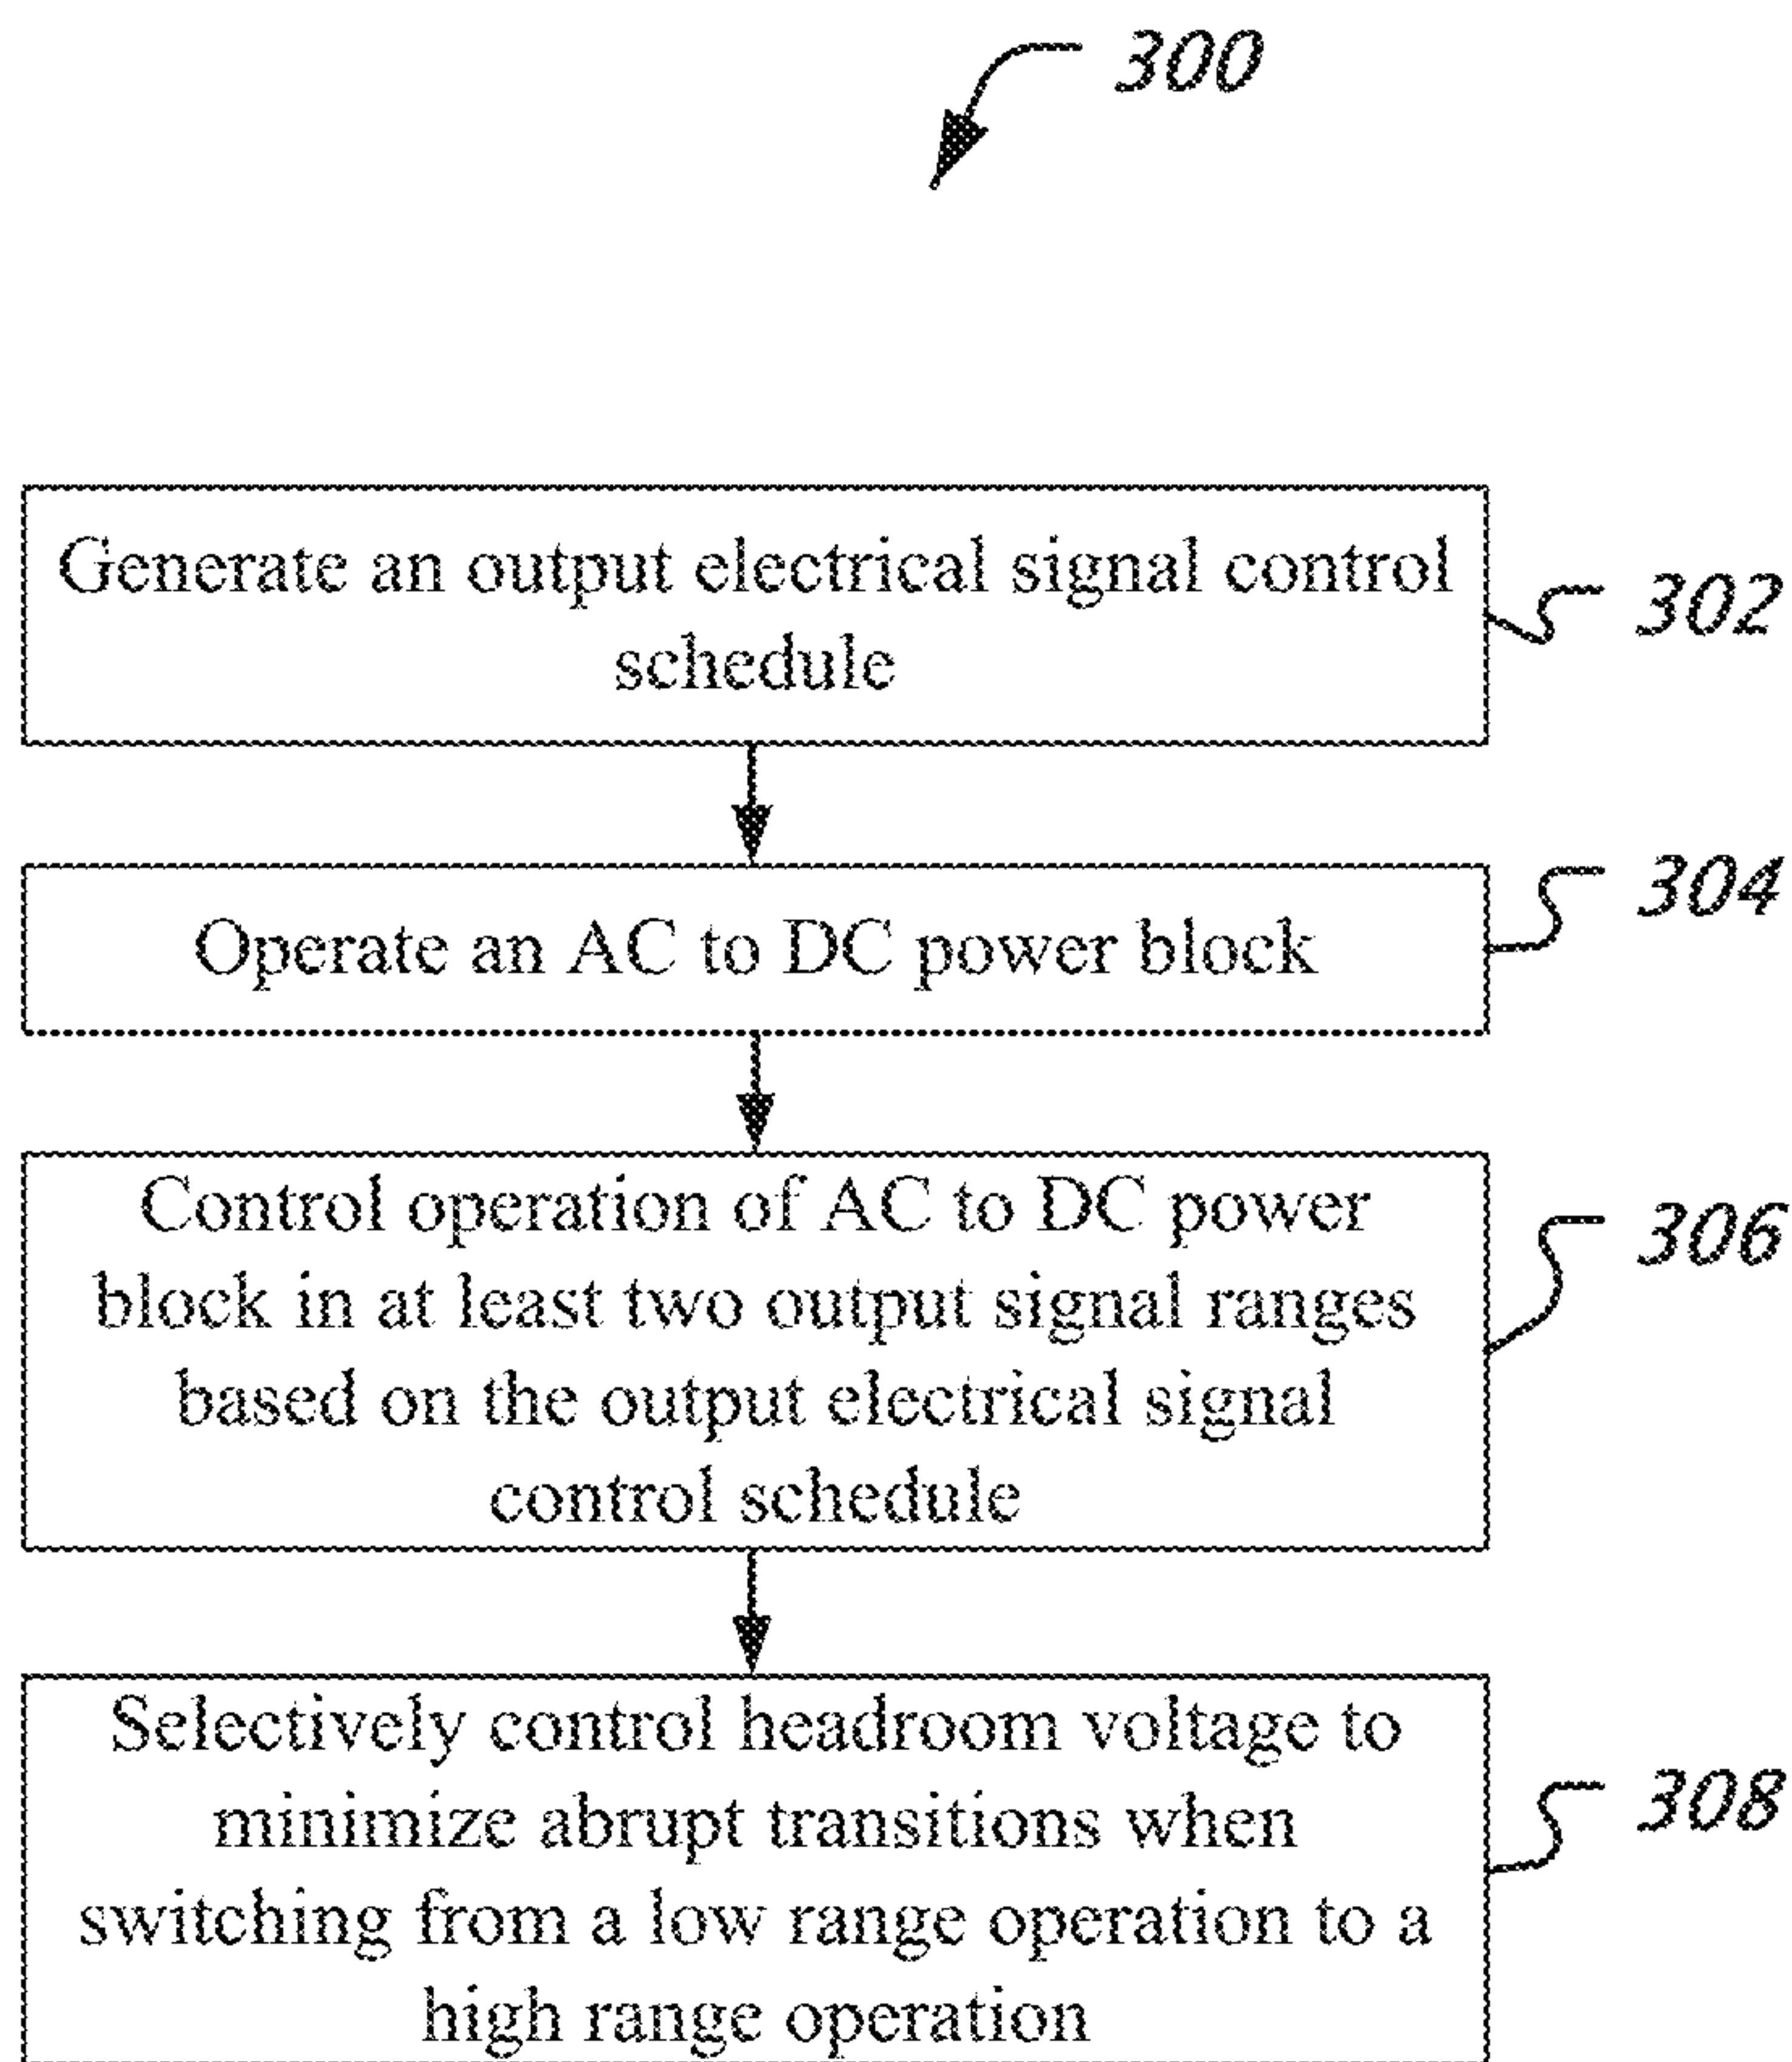 300
Generate an output electrical signal control
schedule
302
Operate an AC to DC power block
304
Control operation of AC to DC power
block in at least two output signal ranges
based on the output electrical signal
control schedule
306
Selectively control headroom voltage to
minimize abrupt transitions when
switching from a low range operation to a
high range operation
308